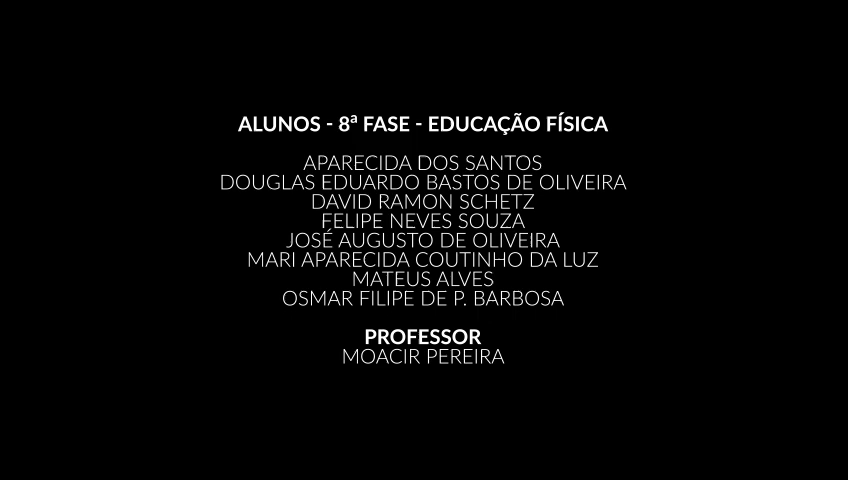 ALUNOS - 8ª FASE - EDUCAÇÃO FÍSICA
APARECIDA DOS SANTOS
DOUGLAS EDUARDO BASTOS DE OLIVEIRA
DAVID RAMON SCHETZ
FELIPE NEVES SOUZA
JOSÉ AUGUSTO DE OLIVEIRA
MARI APARECIDA COUTINHO DA LUZ
MATEUS ALVES
OSMAR FILIPE DE P. BARBOSA
PROFESSOR
MOACIR PEREIRA